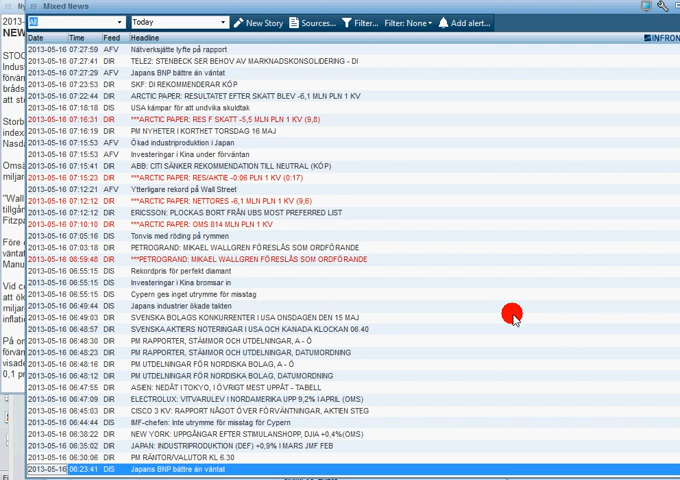 Ny
Mixed News
2013-
NEW
All
Today
New Story
Sources...
Filter...
Filter: None
Add alert...
Date Time Feed Headline
INFRON
2013-05-16 07:27:59 AFV Nätverksjätte lyfte på rapport
2013-05-16 07:27:41 DIR TELE2: STENBECK SER BEHOV AV MARKNADSKONSOLIDERING - DI
2013-05-16 07:27:29 AFV Japans BNP bättre än väntat
2013-05-16 07:23:53 DIR SKF: DI REKOMMENDERAR KÖP
2013-05-16 07:22:44 DIR ARCTIC PAPER: RESULTATET EFTER SKATT BLEV -6,1 MLN PLN 1 KV
2013-05-16 07:18:18 DIS USA kämpar för att undvika skuldtak
2013-05-16 07:16:31 DIR ***ARCTIC PAPER: RES F SKATT -5,5 MLN PLN 1 KV (9,8)
2013-05-16 07:16:19 DIR PM NYHETER I KORTHET TORSDAG 16 MAJ
2013-05-16 07:15:53 AFV Ökad industriproduktion i Japan
2013-05-16 07:15:53 AFV Investeringar i Kina under förväntan
2013-05-16 07:15:41 DIR ABB: CITI SÄNKER REKOMMENDATION TILL NEUTRAL (KÖP)
2013-05-16 07:15:23 DIR ***ARCTIC PAPER: RES/AKTIE -0:06 PLN 1 KV (0:17)
2013-05-16 07:12:21 AFV Ytterligare rekord på Wall Street
2013-05-16 07:12:12 DIR ***ARCTIC PAPER: NETTORES -6,1 MLN PLN 1 KV (9,6)
2013-05-16 07:12:12 DIR ERICSSON: PLOCKAS BORT FRÅN UBS MOST PREFERRED LIST
2013-05-16 07:10:10 DIR ***ARCTIC PAPER: OMS 814 MLN PLN 1 KV
2013-05-16 07:05:16 DIS Tonvis med röding på rymmen
2013-05-16 07:03:18 DIR PETROGRAND: MIKAEL WALLGREN FÖRESLÅS SOM ORDFÖRANDE
2013-05-16 06:59:48 DIR ***PETROGRAND: MIKAEL WALLGREN FÖRESLÅS SOM ORDFÖRANDE
2013-05-16 06:55:15 DIS Rekordpris för perfekt diamant
2013-05-16 06:55:15 DIS Investeringar i Kina bromsar in
2013-05-16 06:55:15 DIS Cypern ges inget utrymme för misstag
2013-05-16 06:49:44 DIS Japans industrier ökade takten
2013-05-16 06:49:03 DIR SVENSKA BOLAGS KONKURRENTER I USA ONSDAGEN DEN 15 MAJ
2013-05-16 06:48:57 DIR SVENSKA AKTIERS NOTERINGAR I USA OCH KANADA KLOCKAN 06.40
2013-05-16 06:48:30 DIR PM RAPPORTER, STÄMMOR OCH UTDELNINGAR, A - Ö
2013-05-16 06:48:23 DIR PM RAPPORTER, STÄMMOR OCH UTDELNINGAR, DATUMORDNING
2013-05-16 06:48:16 DIR PM UTDELNINGAR FÖR NORDISKA BOLAG, A - Ö
2013-05-16 06:48:12 DIR PM UTDELNINGAR FÖR NORDISKA BOLAG, DATUMORDNING
2013-05-16 06:47:55 DIR ASIEN: NEDÅT I TOKYO, I ÖVRIGT MEST UPPÅT - TABELL
2013-05-16 06:47:09 DIR ELECTROLUX: VITVARULEV I NORDAMERIKA UPP 9,2% I APRIL (OMS)
2013-05-16 06:45:03 DIR CISCO 3 KV: RAPPORT NÅGOT ÖVER FÖRVÄNTNINGAR, AKTIEN STEG
2013-05-16 06:44:44 DIS IMF-chefen: Inte utrymme för misstag för Cypern
2013-05-16 06:38:22 DIR NEW YORK: UPPGÅNGAR EFTER STIMULANSHOPP, DJIA +0,4%(OMS)
2013-05-16 06:35:02 DIR JAPAN: INDUSTRIPRODUKTION (DEF) +0,9% I MARS JMF FEB
2013-05-16 06:30:06 DIR PM RÄNTOR/VALUTOR KL 6.30
2013-05-16 06:23:41 DIS Japans BNP bättre än väntat